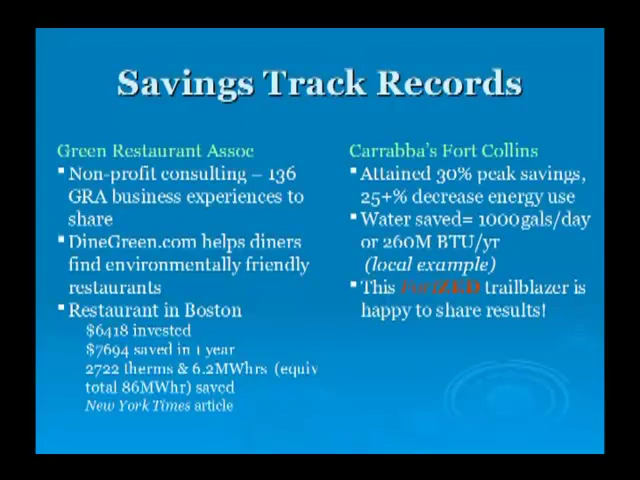 Savings Track Records
Green Restaurant Assoc
Non-profit consulting – 136
GRA business experiences to
share
DineGreen.com helps diners
find environmentally friendly
restaurants
Restaurant in Boston
$6418 invested
$7694 saved in 1 year
2722 therms & 6.2MWhrs (equiv
total 86MWhr) saved
New York Times article
Carrabba's Fort Collins
Attained 30% peak savings,
25+% decrease energy use
Water saved= 1000gals/day
or 260M BTU/yr
(local example)
This FortZED trailblazer is
happy to share results!